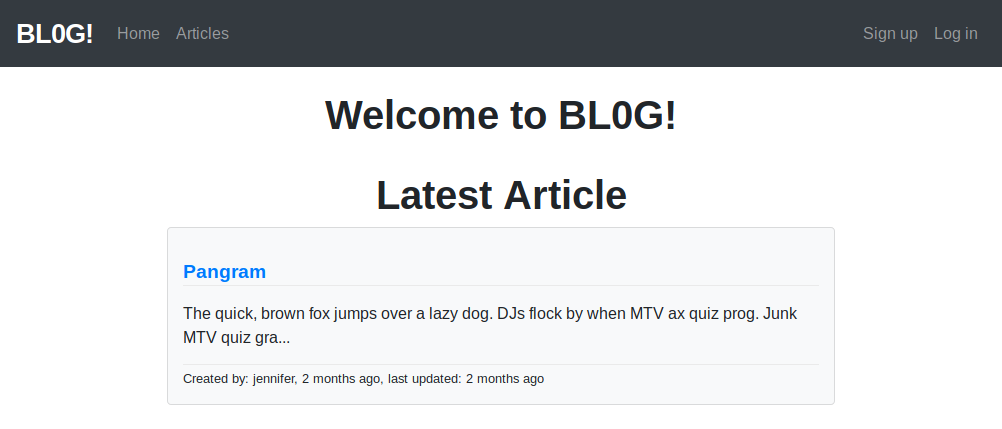 BL0G! Home Articles Sign up Log in
Welcome to BL0G!
Latest Article
Pangram
The quick, brown fox jumps over a lazy dog. DJs flock by when MTV ax quiz prog. Junk
MTV quiz gra...
Created by: jennifer, 2 months ago, last updated: 2 months ago